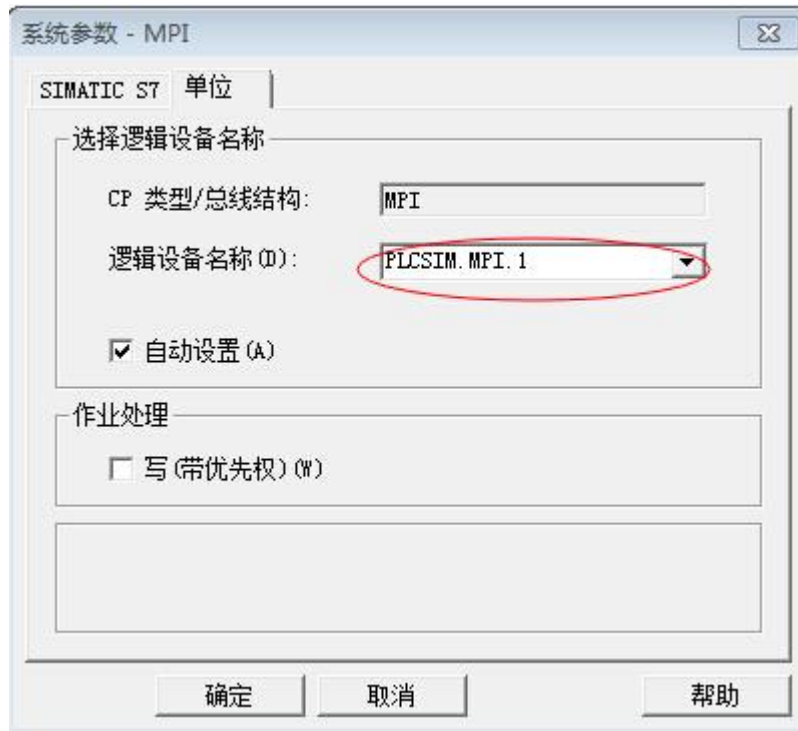 系统参数 - MPI
SIMATIC S7 单位
选择逻辑设备名称
CP 类型/总线结构: MPI
逻辑设备名称(D): PLCSIM.MPI.1
自动设置(A)
作业处理
写(带优先权)(W)
确定 取消 帮助